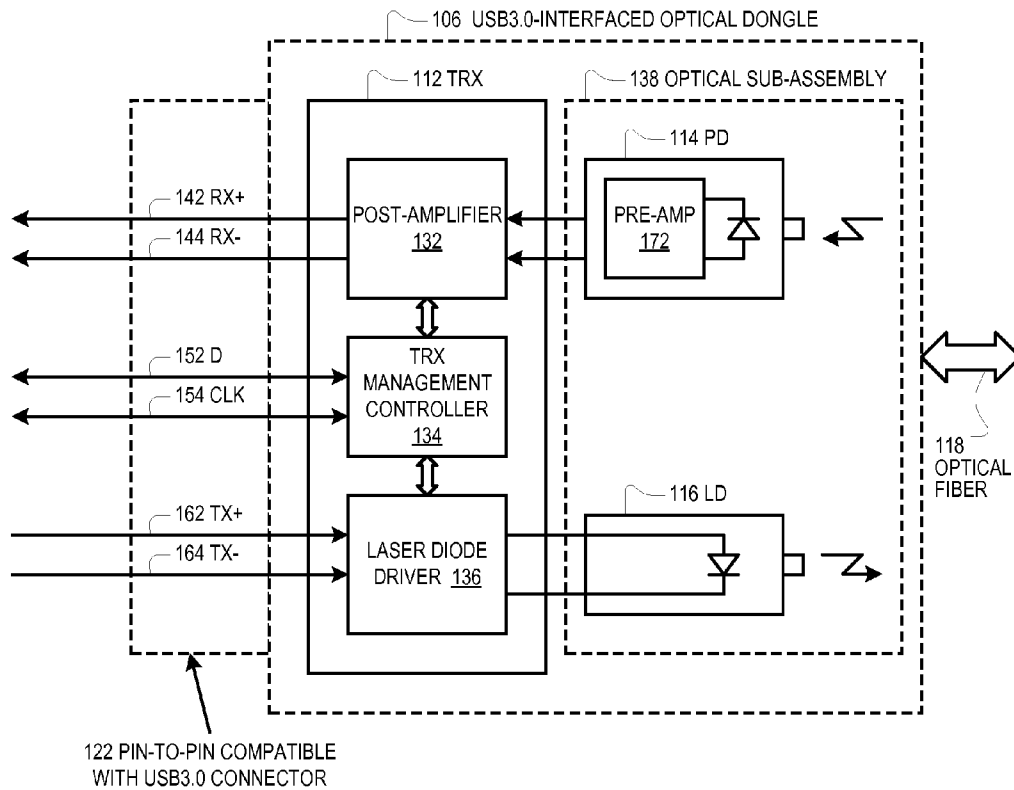 106 USB3.0-INTERFACED OPTICAL DONGLE
112 TRX
138 OPTICAL SUB-ASSEMBLY
114 PD
142 RX+
144 RX-
POST-AMPLIFIER
132
PRE-AMP
172
152 D
154 CLK
TRX
MANAGEMENT
CONTROLLER
134
118
OPTICAL
FIBER
116 LD
162 TX+
164 TX-
LASER DIODE
DRIVER 136
122 PIN-TO-PIN COMPATIBLE
WITH USB3.0 CONNECTOR